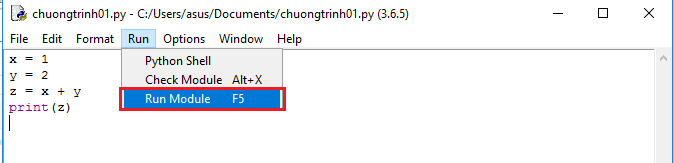 chuongtrinh01.py - C:/Users/asus/Documents/chuongtrinh01.py (3.6.5)
File Edit Format Run Options Window Help
x = 1
y = 2
z = x + y
print(z)
Python Shell
Check Module Alt+X
Run Module F5